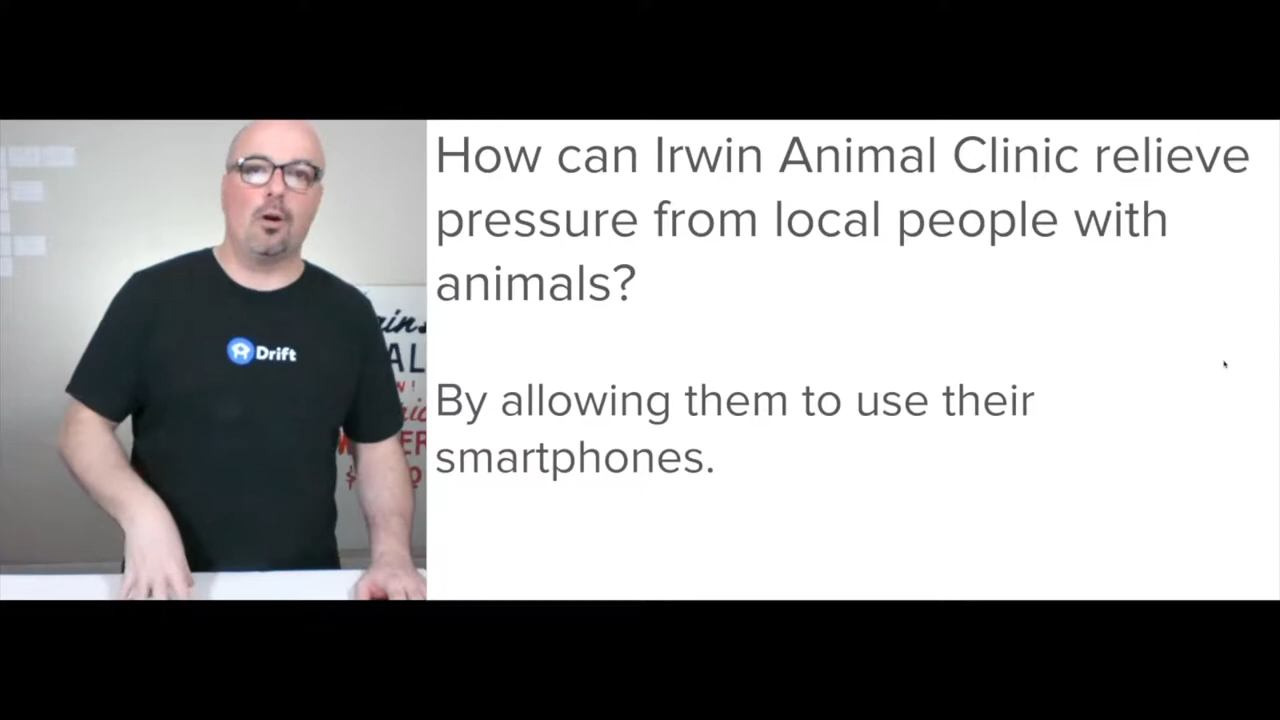 How can Irwin Animal Clinic relieve
pressure from local people with
animals?
By allowing them to use their
smartphones.
Drift